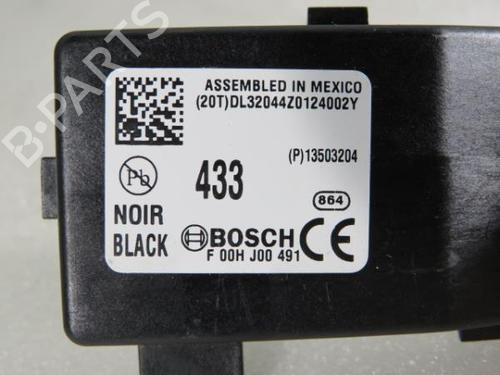 ASSEMBLED IN MEXICO
(20T)DL32044Z0124002Y
(P)13503204
Pb
433
864
NOIR
BLACK
BOSCH CE
F 00H J00 491
B-PARTS